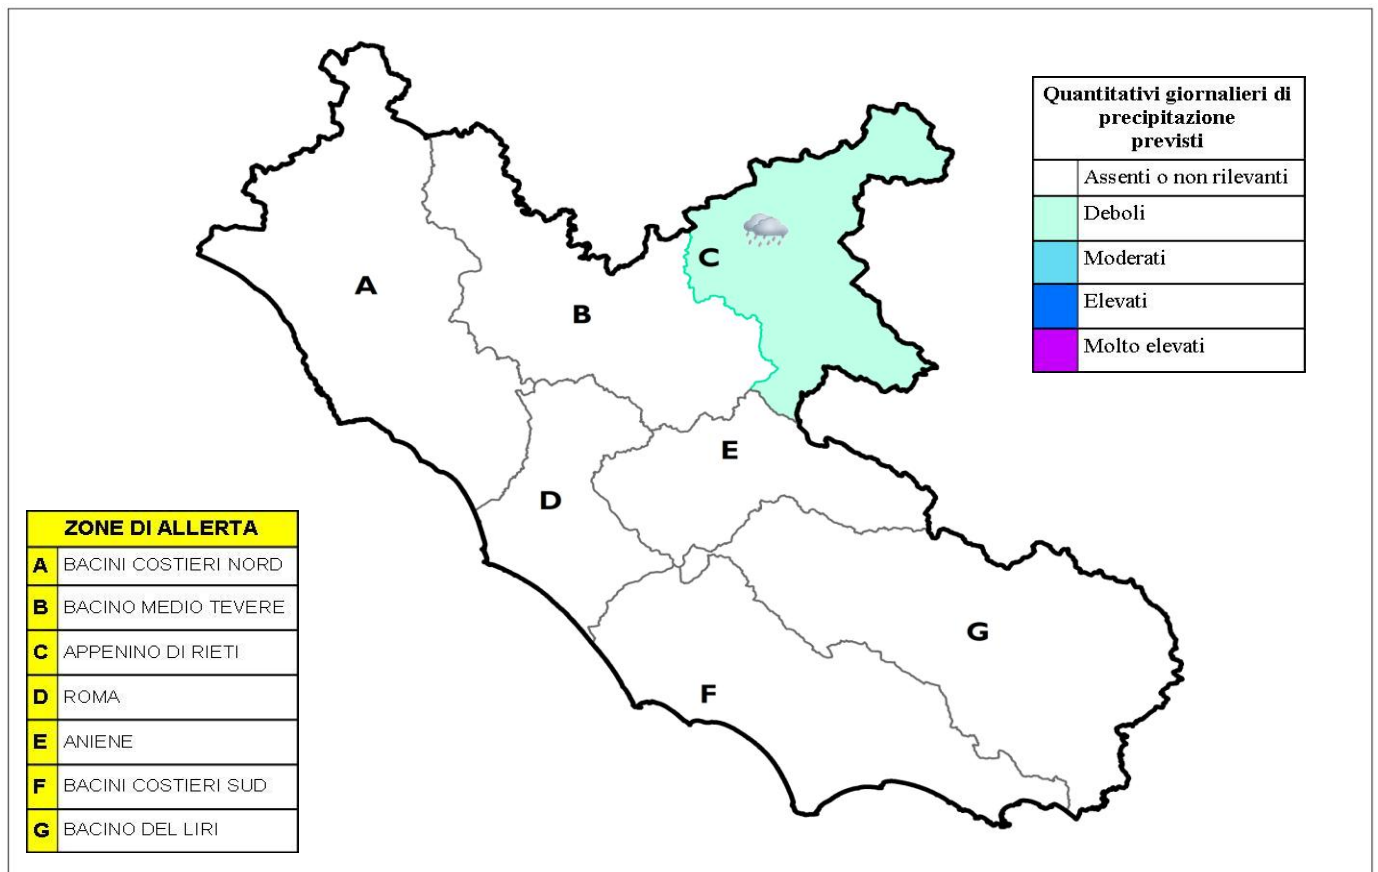 Quantitativi giornalieri di
precipitazione
previsti
Assenti o non rilevanti
Deboli
Moderati
Elevati
Molto elevati
A
B
C
D
E
F
G
ZONE DI ALLERTA
A BACINI COSTIERI NORD
B BACINO MEDIO TEVERE
C APPENINO DI RIETI
D ROMA
E ANIENE
F BACINI COSTIERI SUD
G BACINO DEL LIRI